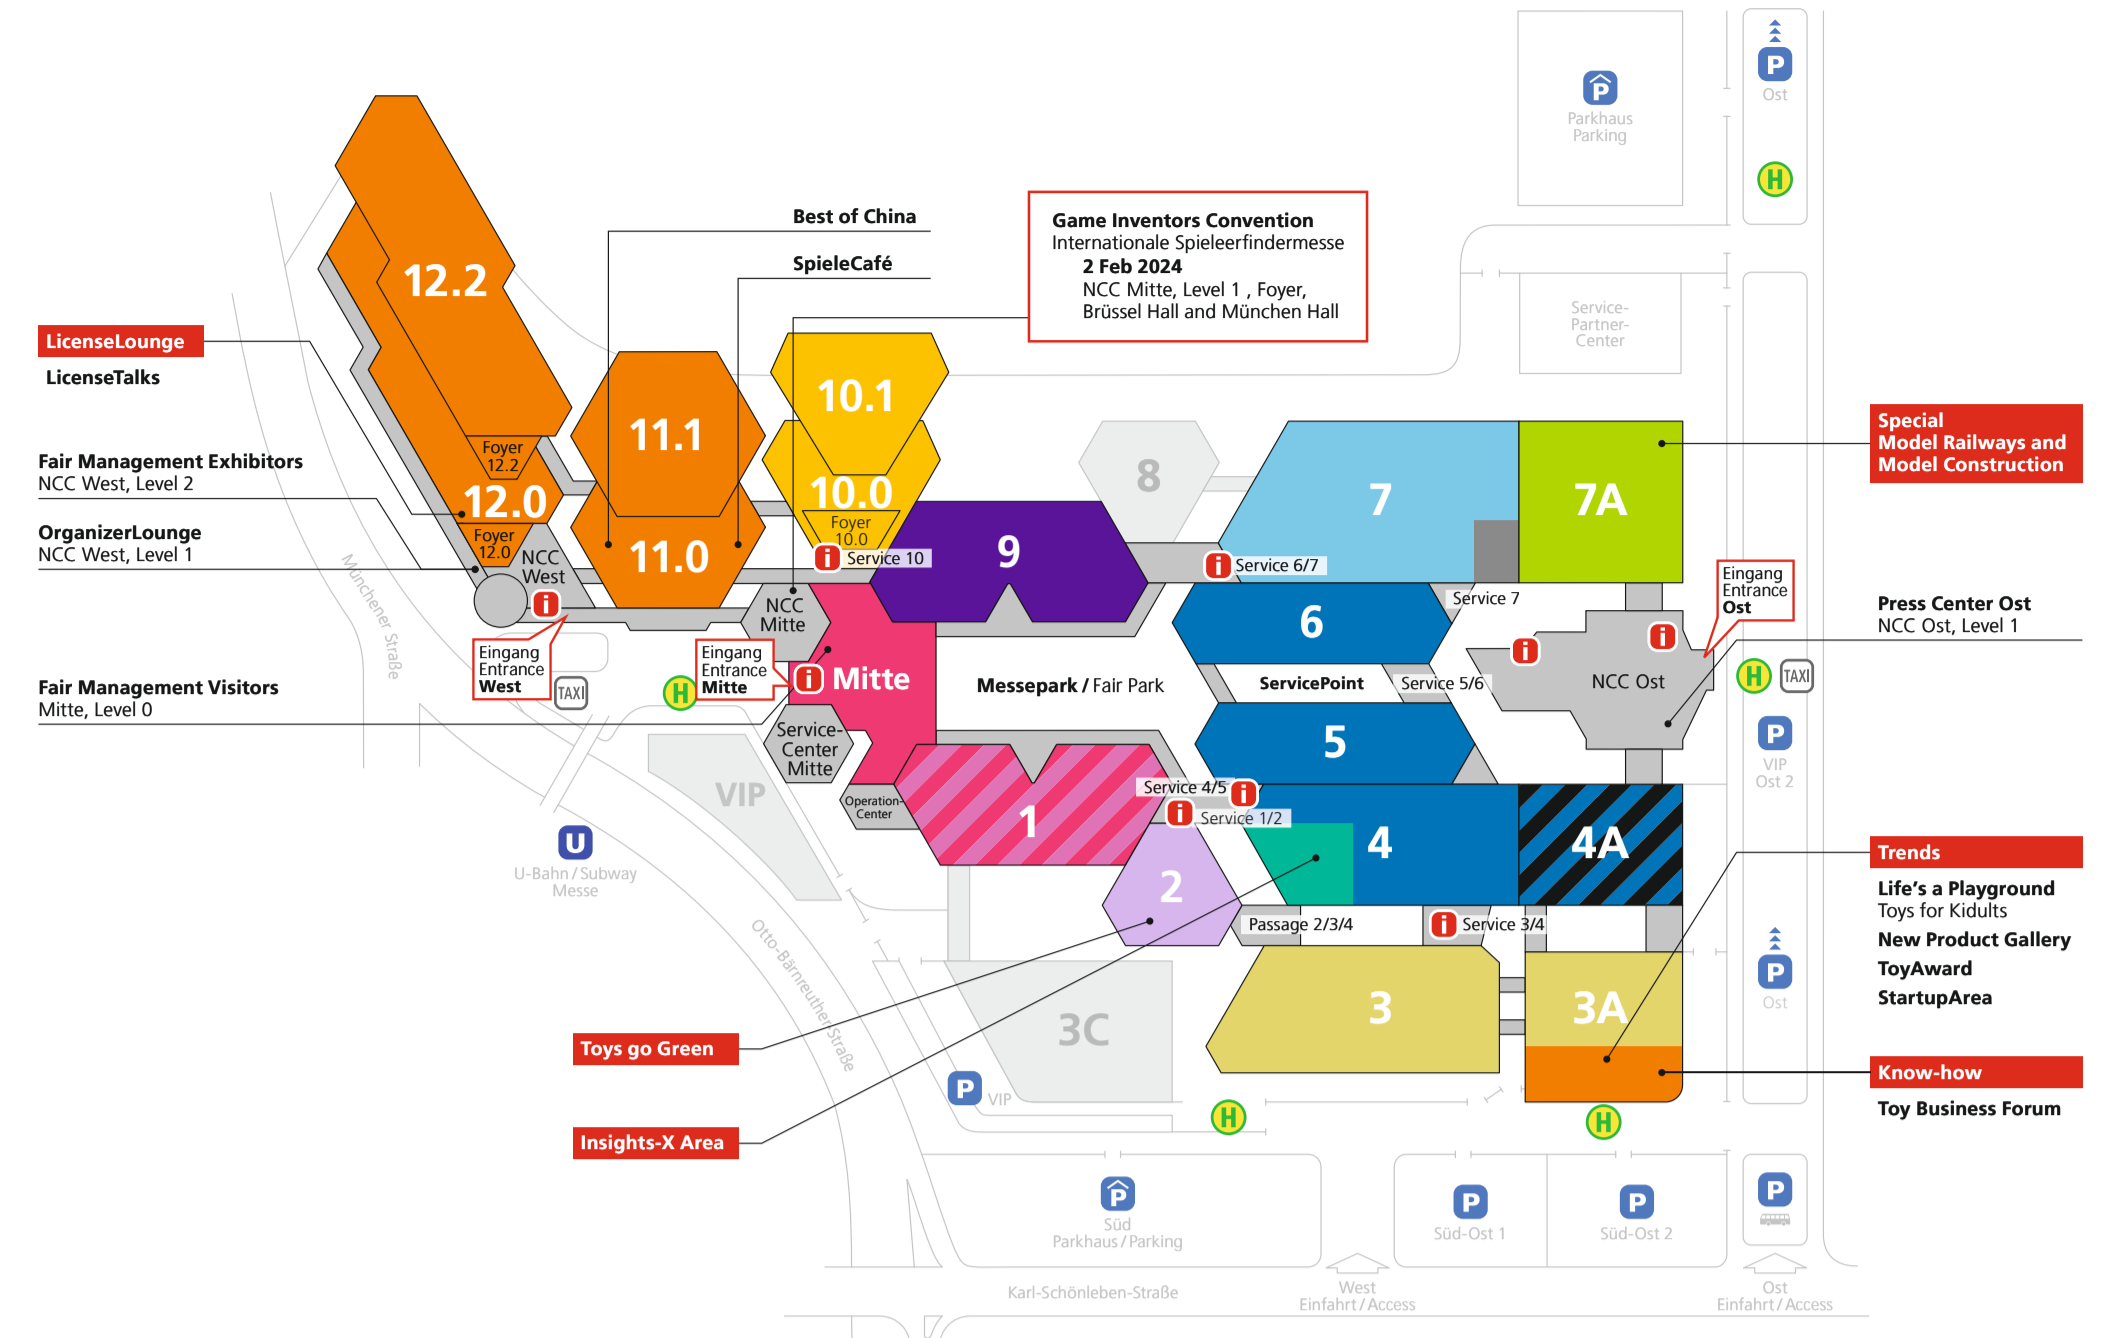 P
Ost
P
Parkhaus
Parking
H
12.2
Best of China
SpieleCafé
Game Inventors Convention
Internationale Spieleerfindermesse
2 Feb 2024
NCC Mitte, Level 1 , Foyer,
Brüssel Hall and München Hall
Service-
Partner-
Center
LicenseLounge
LicenseTalks
11.1
10.1
Special
Model Railways and
Model Construction
Fair Management Exhibitors
NCC West, Level 2
Foyer
12.2
12.0
10.0
8
7
7A
OrganizerLounge
NCC West, Level 1
Foyer
12.0
NCC
West
11.0
Foyer
10.0
i
Service 10
9
i
Service 6/7
Münchener Straße
i
NCC
Mitte
6
Service 7
Eingang
Entrance
Ost
Press Center Ost
NCC Ost, Level 1
Eingang
Entrance
West
TAXI
H
Eingang
Entrance
Mitte
i
Mitte
Messepark / Fair Park
ServicePoint
Service 5/6
i
i
NCC Ost
H
TAXI
Fair Management Visitors
Mitte, Level 0
Service-
Center
Mitte
5
P
VIP
Ost 2
VIP
Operation-
Center
1
Service 4/5
i
i
Service 1/2
4
4A
U
U-Bahn / Subway
Messe
2
Trends
Life's a Playground
Toys for Kidults
New Product Gallery
ToyAward
StartupArea
Otto-Bärnreuther-Straße
Passage 2/3/4
i
Service 3/4
P
Ost
3C
3
3A
Toys go Green
Know-how
Toy Business Forum
P
VIP
H
H
Insights-X Area
P
Süd
Parkhaus / Parking
P
Süd-Ost 1
P
Süd-Ost 2
P
Karl-Schönleben-Straße
West
Einfahrt / Access
Ost
Einfahrt / Access